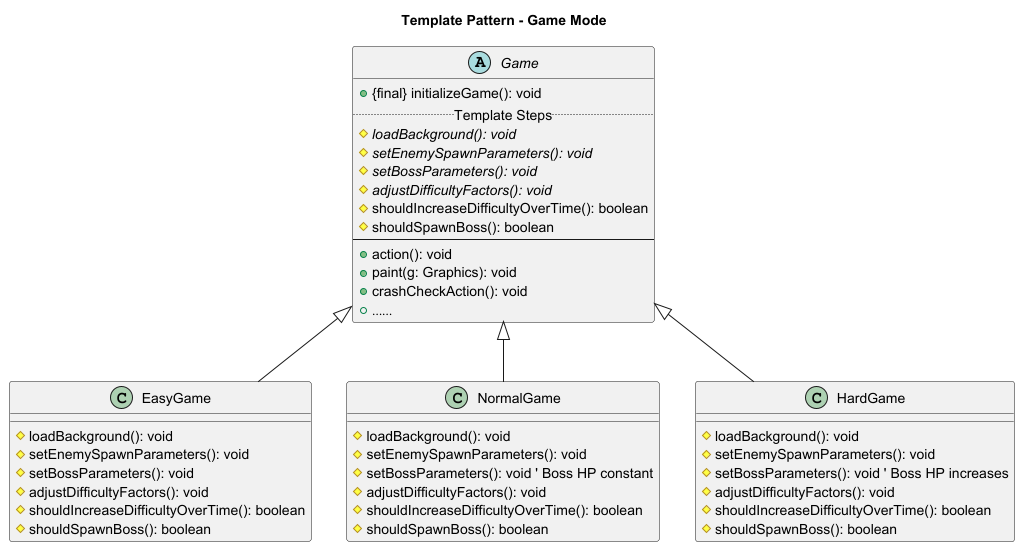 Template Pattern - Game Mode
A Game
{final} initializeGame(): void
Template Steps
loadBackground(): void
setEnemySpawnParameters(): void
setBossParameters(): void
adjustDifficultyFactors(): void
shouldIncreaseDifficultyOverTime(): boolean
shouldSpawnBoss(): boolean
action(): void
paint(g: Graphics): void
crashCheckAction(): void
......
C EasyGame
loadBackground(): void
setEnemySpawnParameters(): void
setBossParameters(): void
adjustDifficultyFactors(): void
shouldIncreaseDifficultyOverTime(): boolean
shouldSpawnBoss(): boolean
C NormalGame
loadBackground(): void
setEnemySpawnParameters(): void
setBossParameters(): void ' Boss HP constant
adjustDifficultyFactors(): void
shouldIncreaseDifficultyOverTime(): boolean
shouldSpawnBoss(): boolean
C HardGame
loadBackground(): void
setEnemySpawnParameters(): void
setBossParameters(): void ' Boss HP increases
adjustDifficultyFactors(): void
shouldIncreaseDifficultyOverTime(): boolean
shouldSpawnBoss(): boolean